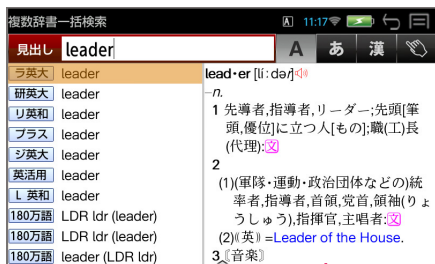 複数辞書一括検索
A 11:17
見出し leader
A あ 漢
ラ英大 leader
研英大 leader
リ英和 leader
プラス leader
ジ英大 leader
英活用 leader
L 英和 leader
180万語 LDR ldr (leader)
180万語 LDR ldr (leader)
180万語 leader (LDR ldr)
lead・er [líːdər]
–n.
1 先導者,指導者,リーダー;先頭[筆
頭,優位]に立つ人[もの];職(工)長
(代理);文
2
(1)(軍隊・運動・政治団体などの)統
率者,指導者,首領,党首,領袖(りょ
うしゅう),指揮官,主唱者:文
(2)⦅英⦆=Leader of the House.
3〘音楽〙